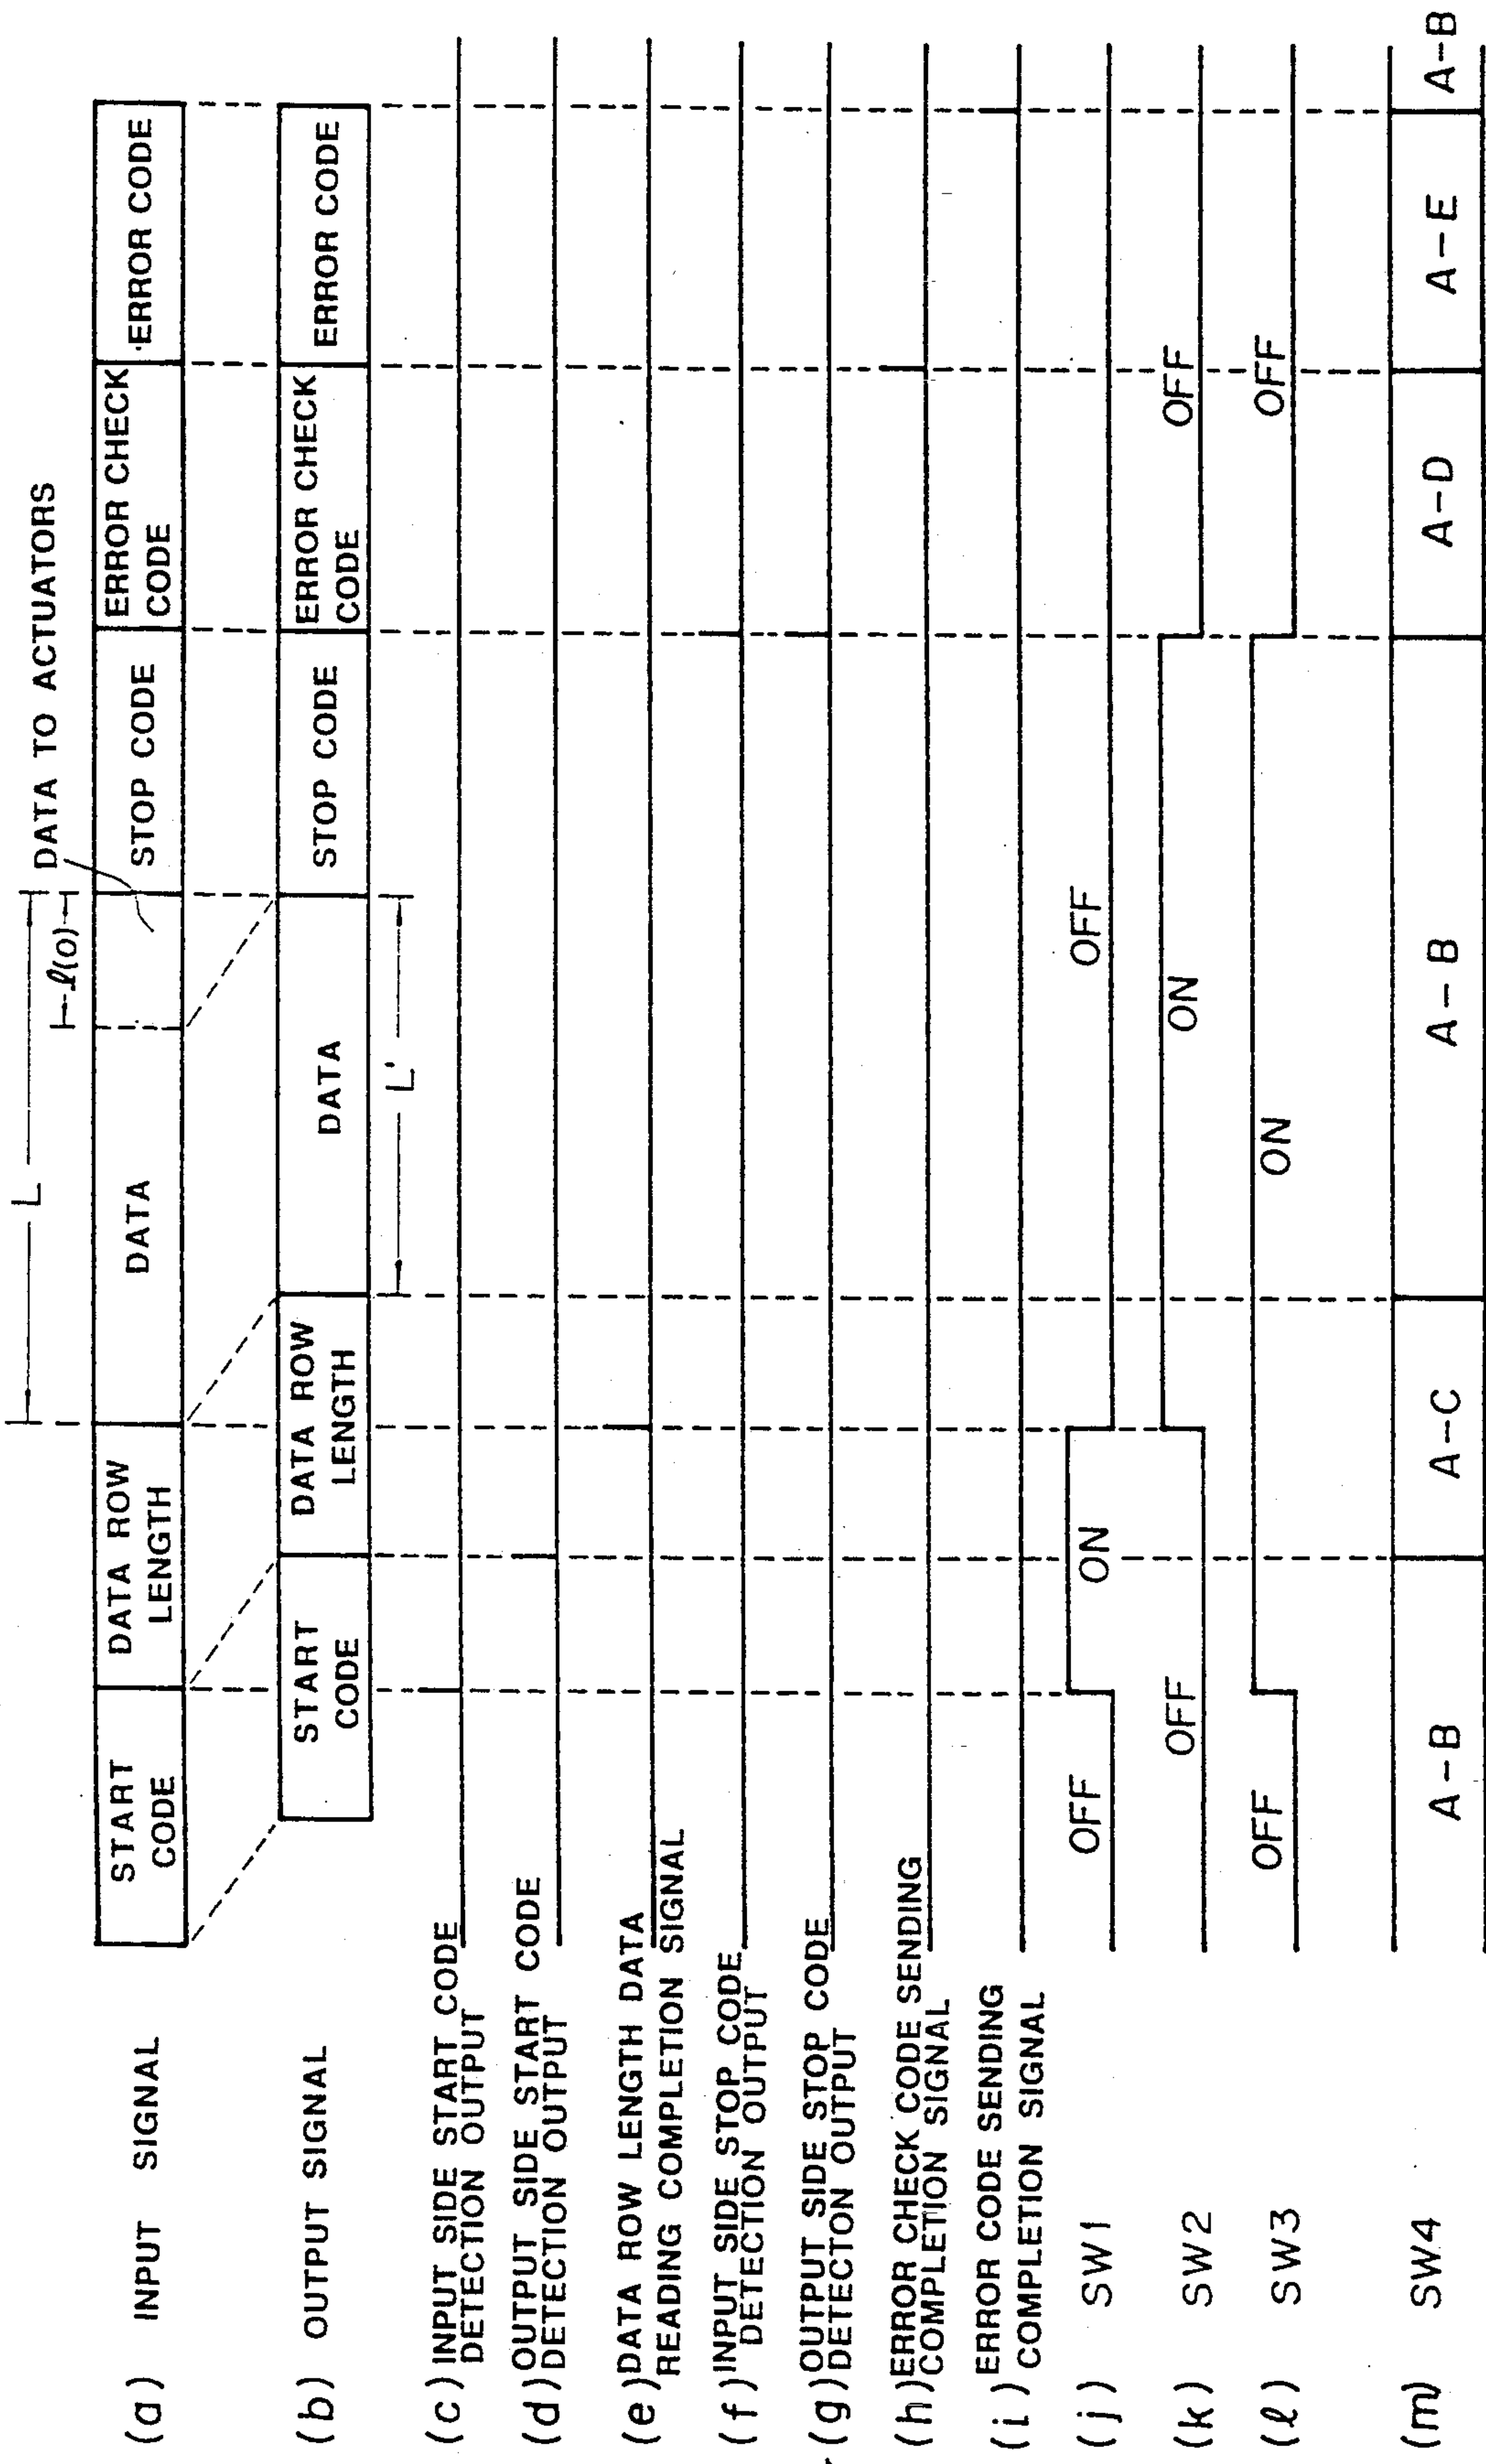 L
ℓ(o)
DATA TO ACTUATORS
(a) INPUT SIGNAL
START
CODE
DATA ROW
LENGTH
DATA
STOP CODE
ERROR CHECK
CODE
ERROR CODE
(b) OUTPUT SIGNAL
START
CODE
DATA ROW
LENGTH
DATA
STOP CODE
ERROR CHECK
CODE
ERROR CODE
L'
(c) INPUT SIDE START CODE
DETECTION OUTPUT
(d) OUTPUT SIDE START CODE
DETECTION OUTPUT
(e) DATA ROW LENGTH DATA
READING COMPLETION SIGNAL
(f) INPUT SIDE STOP CODE
DETECTION OUTPUT
(g) OUTPUT SIDE STOP CODE
DETECTON OUTPUT
(h) ERROR CHECK CODE SENDING
COMPLETION SIGNAL
(i) ERROR CODE SENDING
COMPLETION SIGNAL
(j) SW1 OFF ON OFF
(k) SW2 OFF ON OFF
(ℓ) SW3 OFF ON OFF
(m) SW4 A-B A-C A-B A-D A-E A-B